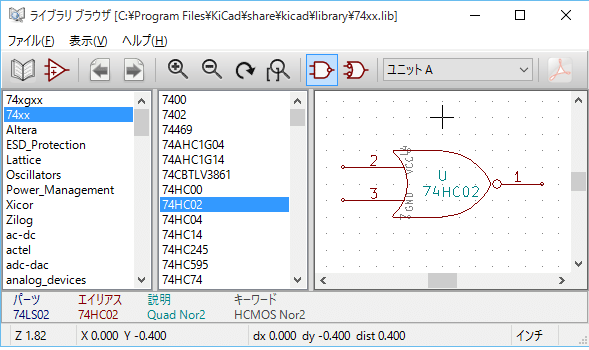 ライブラリ ブラウザ [C:¥Program Files¥KiCad¥share¥kicad¥library¥74xx.lib]
ファイル(F) 表示(V) ヘルプ(H)
ユニット A
74xgxx
74xx
Altera
ESD_Protection
Lattice
Oscillators
Power_Management
Xicor
Zilog
ac-dc
actel
adc-dac
analog_devices
7400
7402
74469
74AHC1G04
74AHC1G14
74CBTLV3861
74HC00
74HC02
74HC04
74HC14
74HC245
74HC595
74HC74
14
VCC
2
U
1
74HC02
3
GND
7
パーツ エイリアス 説明 キーワード
74LS02 74HC02 Quad Nor2 HCMOS Nor2
Z 1.82 X 0.000 Y -0.400 dx 0.000 dy -0.400 dist 0.400 インチ